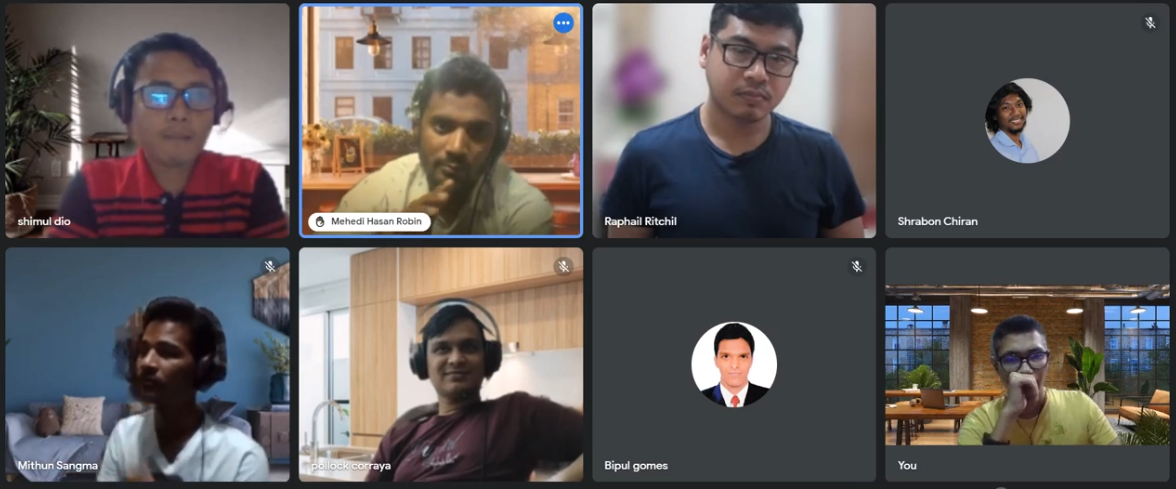 shimul dio
Mehedi Hasan Robin
Raphail Ritchil
Shrabon Chiran
Mithun Sangma
pollock corraya
Bipul gomes
You